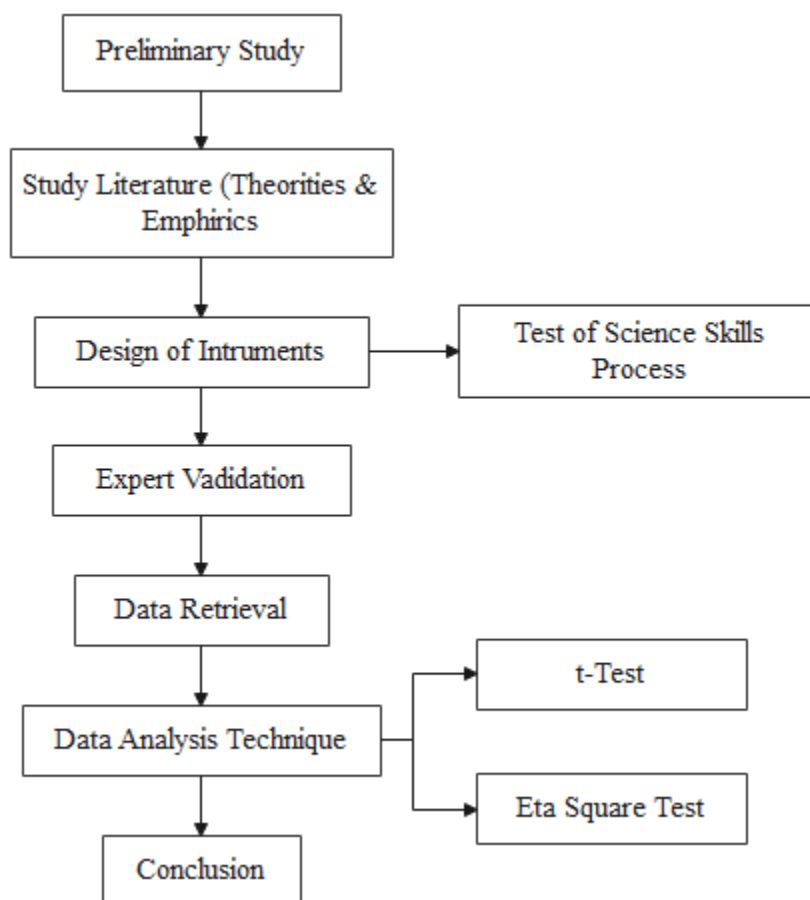 Preliminary Study
Study Literature (Theorities &
Emphirics
Design of Intruments
Test of Science Skills
Process
Expert Vadidation
Data Retrieval
t-Test
Data Analysis Technique
Eta Square Test
Conclusion